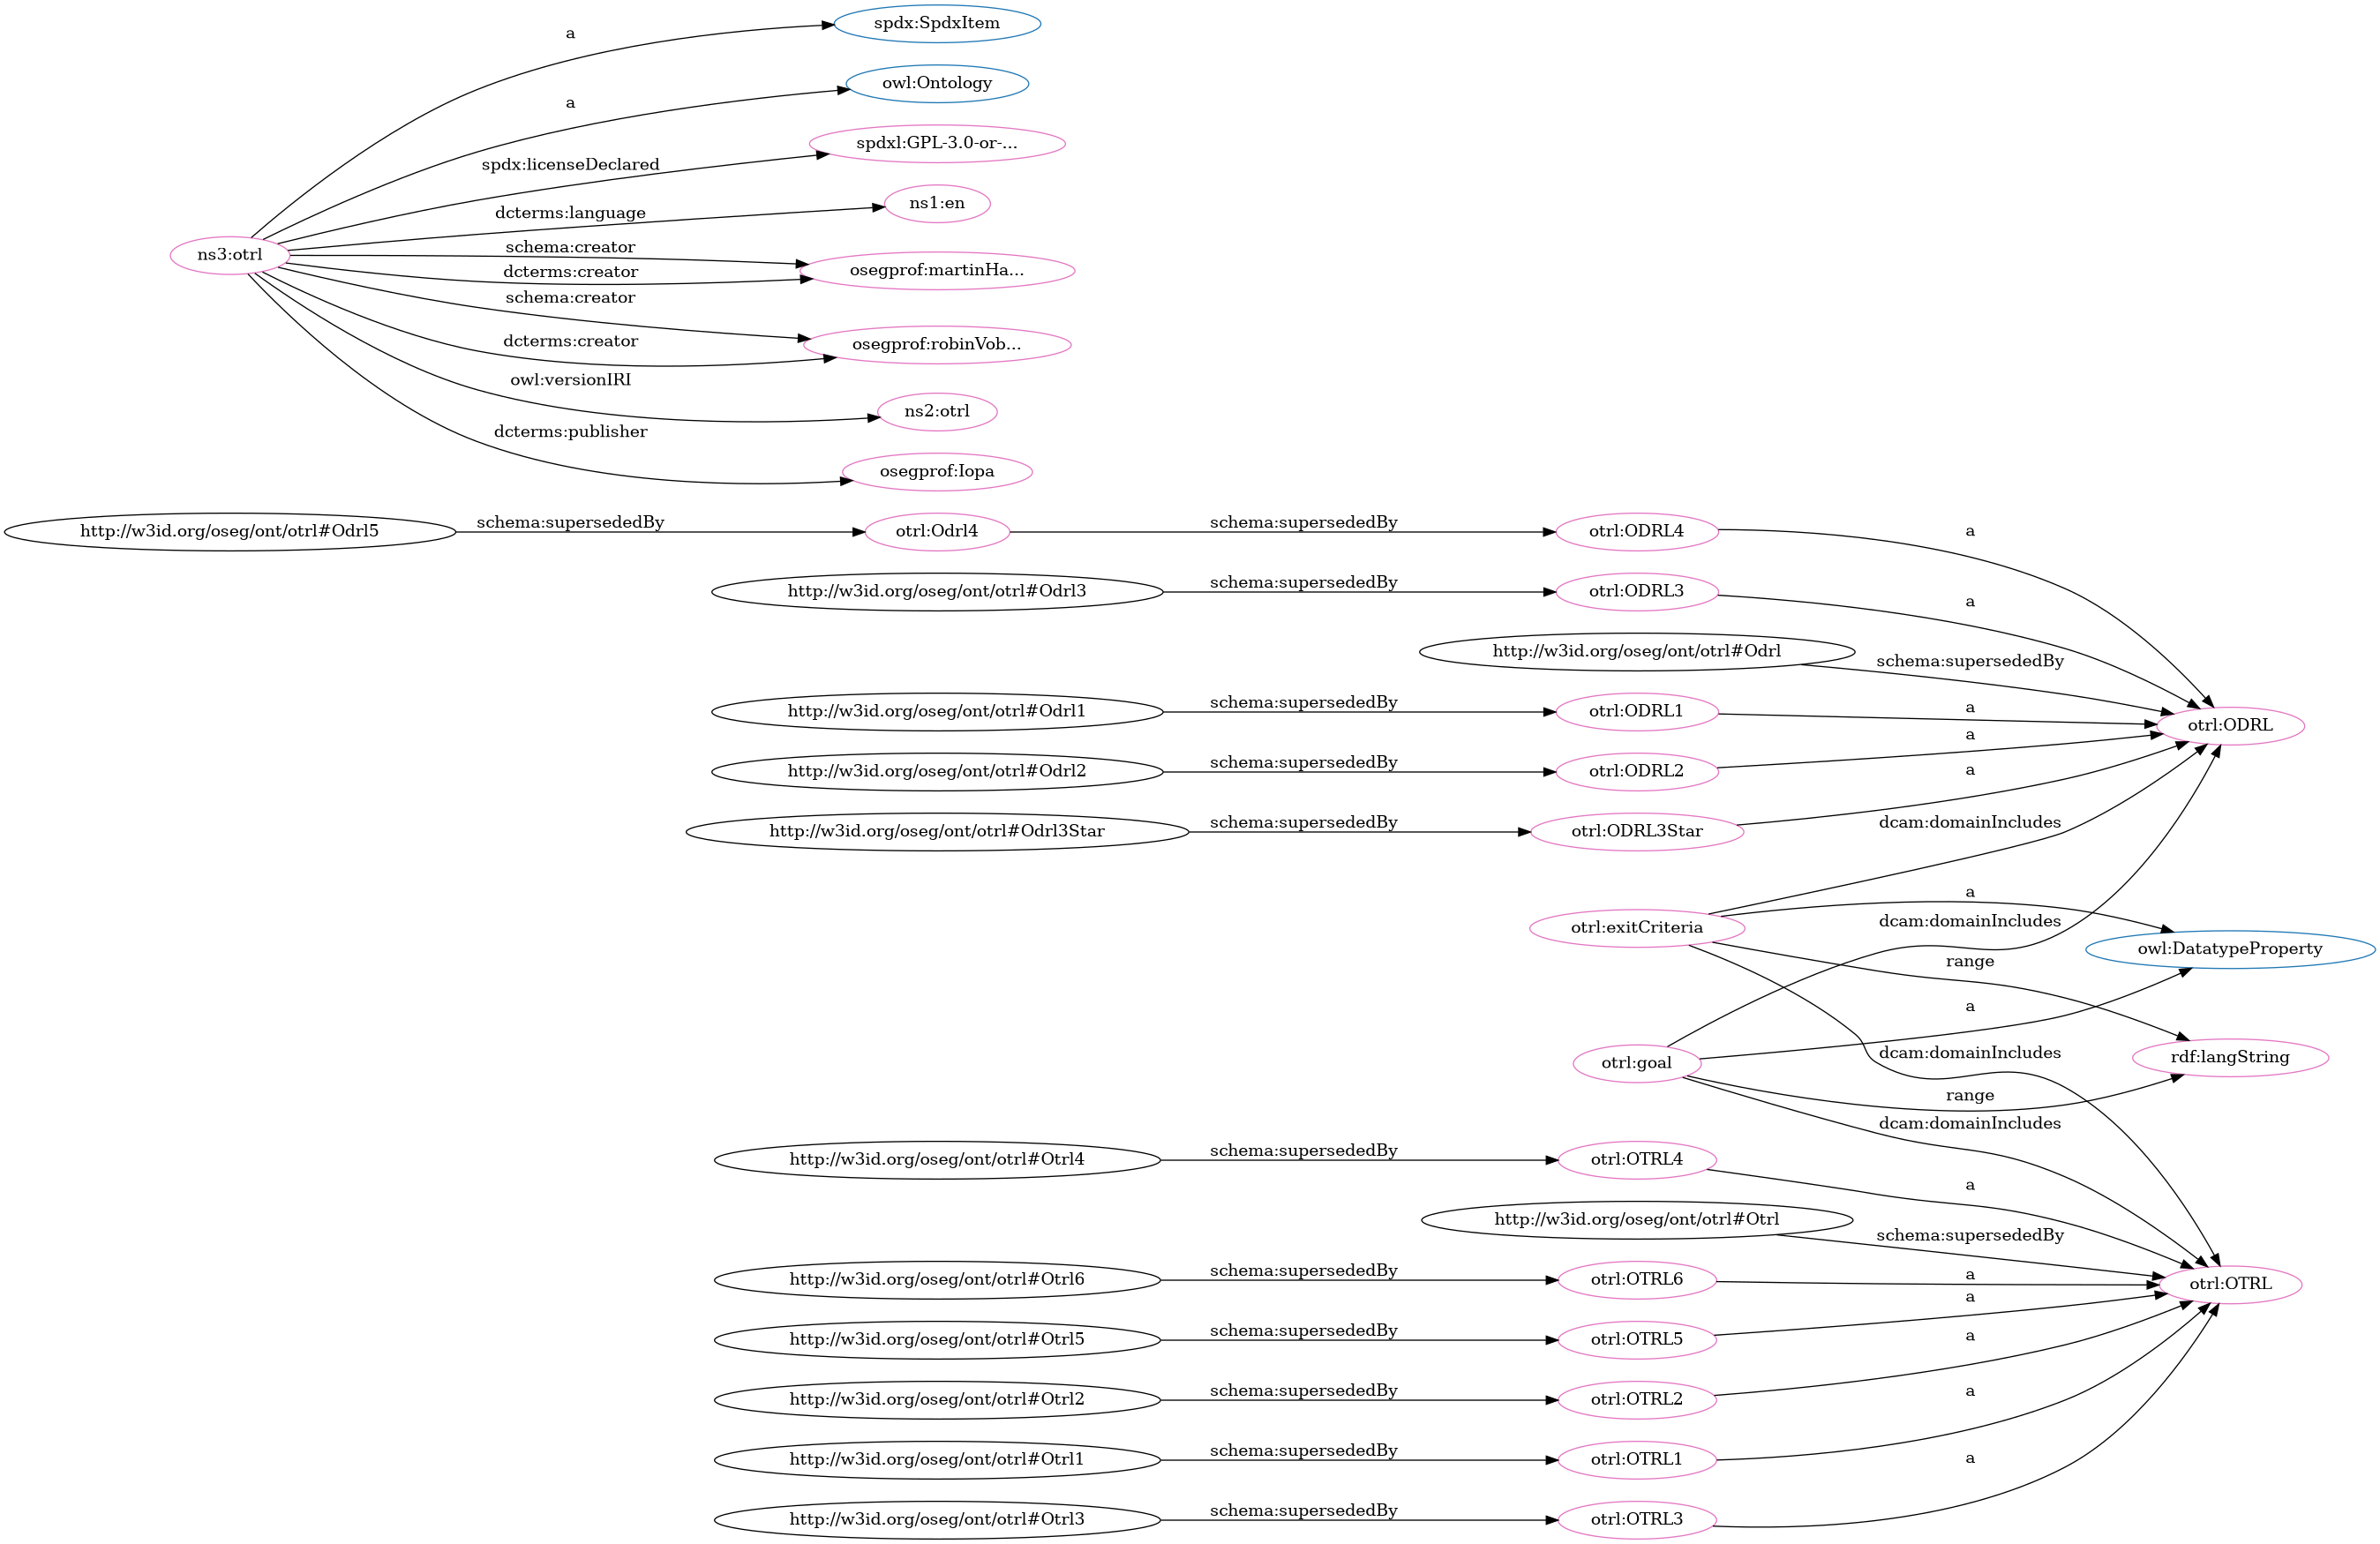 spdx:SpdxItem
a
owl:Ontology
a
spdxl:GPL-3.0-or-...
spdx:licenseDeclared
ns1:en
dcterms:language
ns3:otrl
schema:creator
osegprof:martinHa...
dcterms:creator
schema:creator
osegprof:robinVob...
dcterms:creator
owl:versionIRI
ns2:otrl
dcterms:publisher
osegprof:Iopa
http://w3id.org/oseg/ont/otrl#Odrl5
schema:supersededBy
otrl:Odrl4
schema:supersededBy
otrl:ODRL4
a
http://w3id.org/oseg/ont/otrl#Odrl3
schema:supersededBy
otrl:ODRL3
a
http://w3id.org/oseg/ont/otrl#Odrl
schema:supersededBy
http://w3id.org/oseg/ont/otrl#Odrl1
schema:supersededBy
otrl:ODRL1
a
otrl:ODRL
http://w3id.org/oseg/ont/otrl#Odrl2
schema:supersededBy
otrl:ODRL2
a
http://w3id.org/oseg/ont/otrl#Odrl3Star
schema:supersededBy
otrl:ODRL3Star
a
dcam:domainIncludes
otrl:exitCriteria
a
dcam:domainIncludes
owl:DatatypeProperty
range
a
otrl:goal
dcam:domainIncludes
rdf:langString
range
dcam:domainIncludes
http://w3id.org/oseg/ont/otrl#Otrl4
schema:supersededBy
otrl:OTRL4
a
http://w3id.org/oseg/ont/otrl#Otrl
schema:supersededBy
http://w3id.org/oseg/ont/otrl#Otrl6
schema:supersededBy
otrl:OTRL6
a
otrl:OTRL
http://w3id.org/oseg/ont/otrl#Otrl5
schema:supersededBy
otrl:OTRL5
a
http://w3id.org/oseg/ont/otrl#Otrl2
schema:supersededBy
otrl:OTRL2
a
http://w3id.org/oseg/ont/otrl#Otrl1
schema:supersededBy
otrl:OTRL1
a
http://w3id.org/oseg/ont/otrl#Otrl3
schema:supersededBy
otrl:OTRL3
a